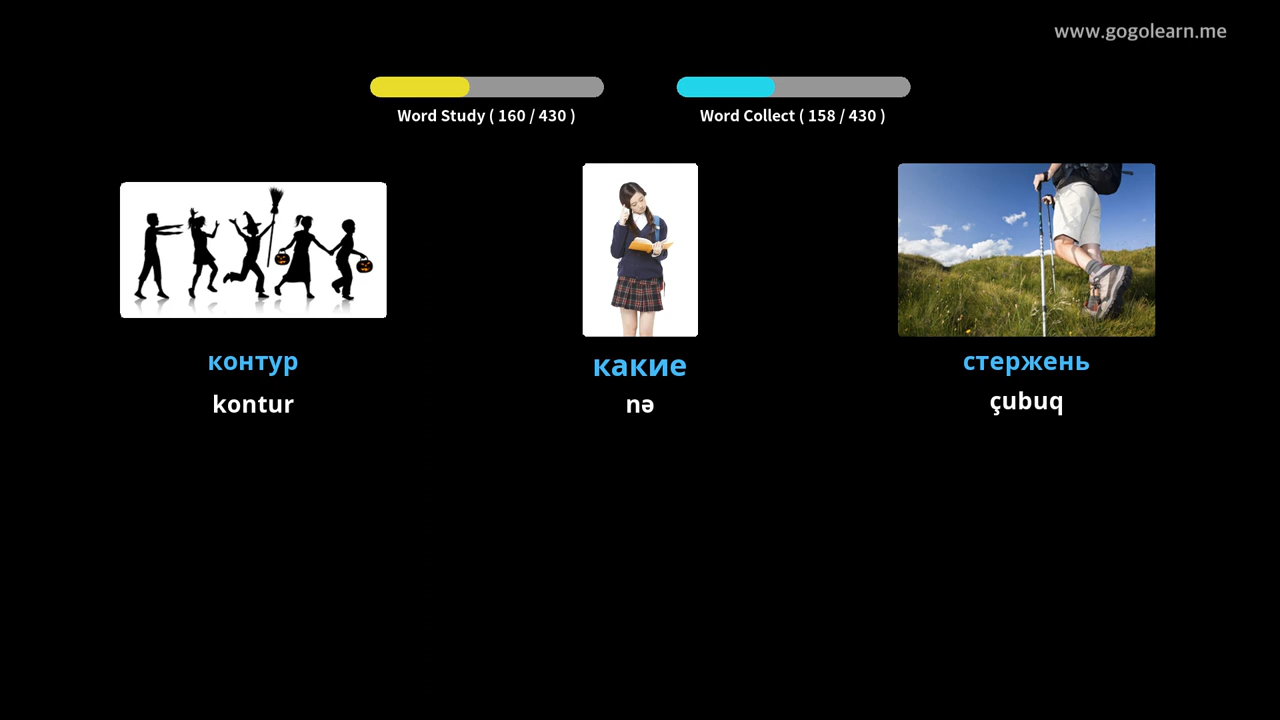 www.gogolearn.me
Word Study ( 160 / 430 )
Word Collect ( 158 / 430 )
контур
какие
стержень
kontur
nə
çubuq